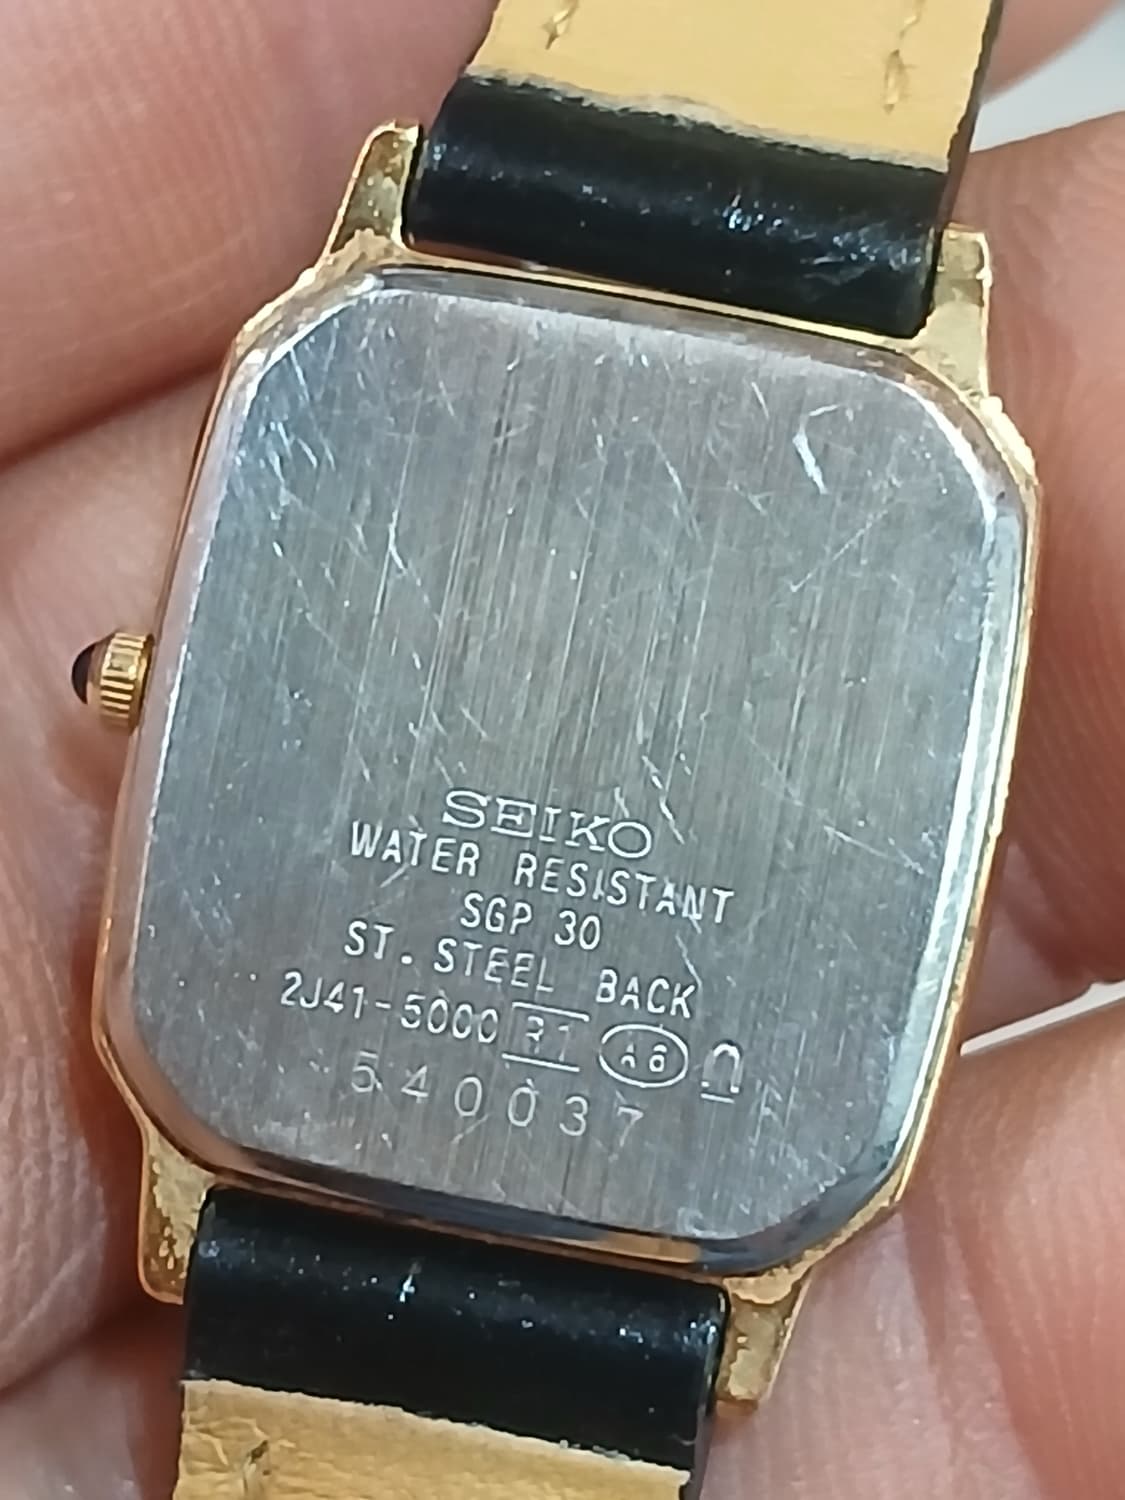 SEIKO
WATER RESISTANT
SGP 30
ST. STEEL BACK
2J41-5000 R1 A6 Ω
540037